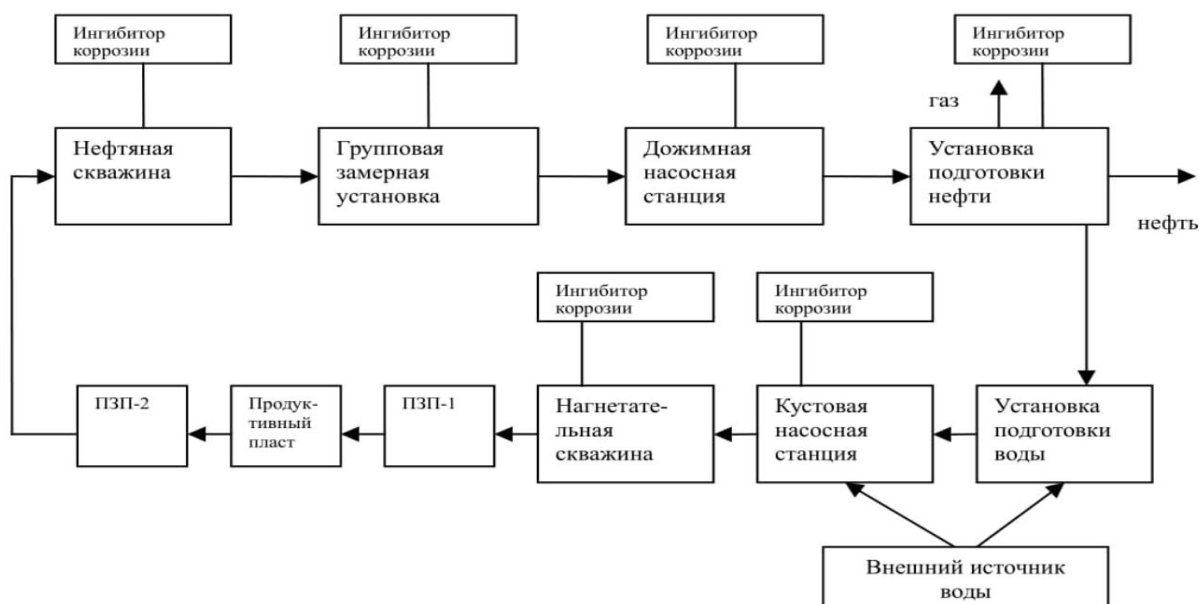 Ингибитор
коррозии
Ингибитор
коррозии
Ингибитор
коррозии
Ингибитор
коррозии
газ
Нефтяная
скважина
Групповая
замерная
установка
Дожимная
насосная
станция
Установка
подготовки
нефти
нефть
Ингибитор
коррозии
Ингибитор
коррозии
ПЗП-2
Продук-
тивный
пласт
ПЗП-1
Нагнетате-
льная
скважина
Кустовая
насосная
станция
Установка
подготовки
воды
Внешний источник
воды